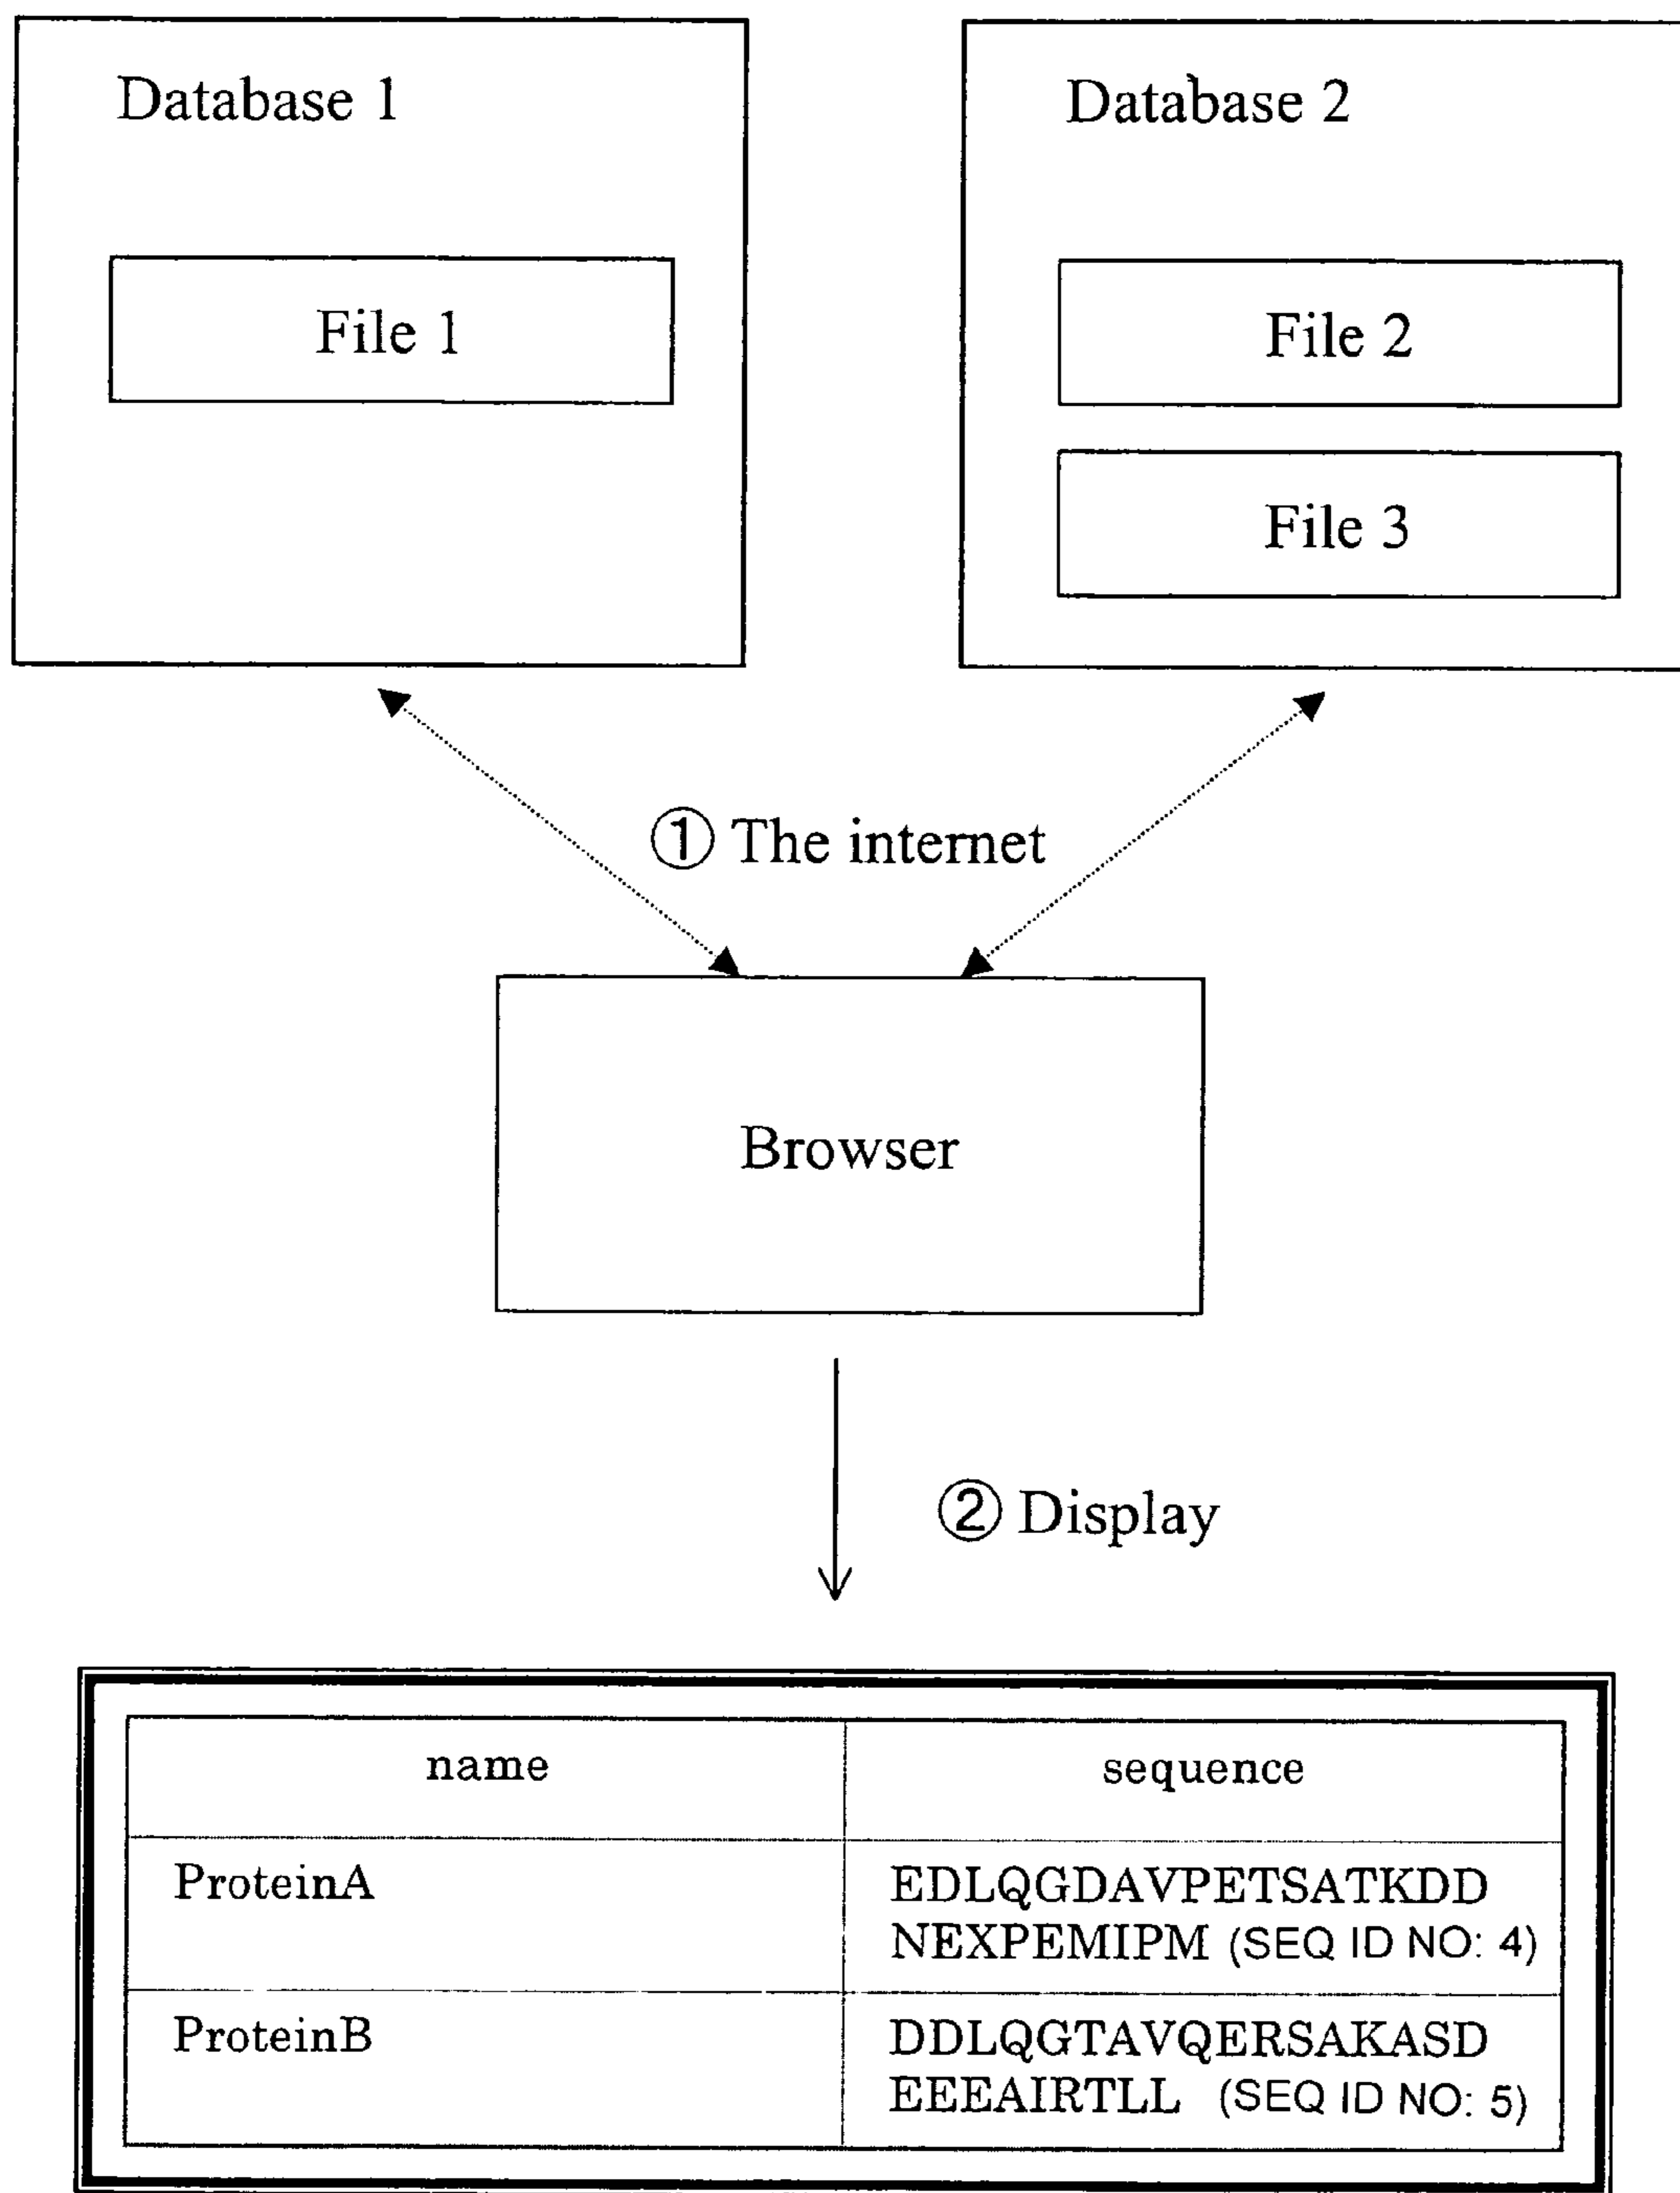 Database 1
Database 2
File 1
File 2
File 3
① The internet
Browser
② Display
name
sequence
ProteinA
EDLQGDAVPETSATKDD
NEXPEMIPM (SEQ ID NO: 4)
ProteinB
DDLQGTAVQERSAKASD
EEEAIRTLL (SEQ ID NO: 5)